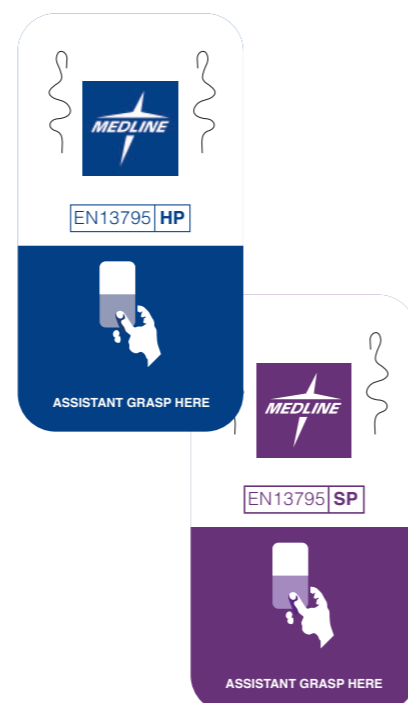 MEDLINE
EN13795 HP
ASSISTANT GRASP HERE
MEDLINE
EN13795 SP
ASSISTANT GRASP HERE